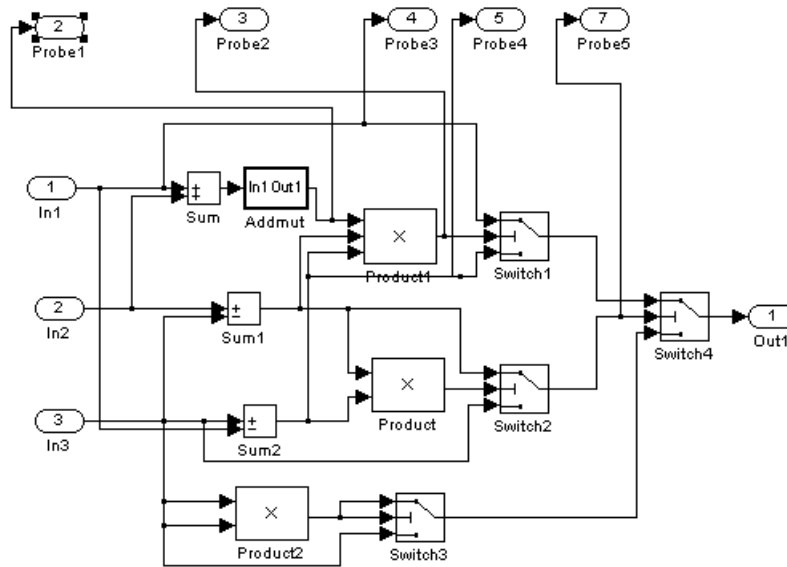 2
Probe1
3
Probe2
4
Probe3
5
Probe4
7
Probe5
1
In1
+
+
Sum
In1 Out1
Addmut
×
Product1
Switch1
2
In2
±
±
Sum1
Switch4
1
Out1
×
Product
Switch2
3
In3
±
±
Sum2
×
Product2
Switch3